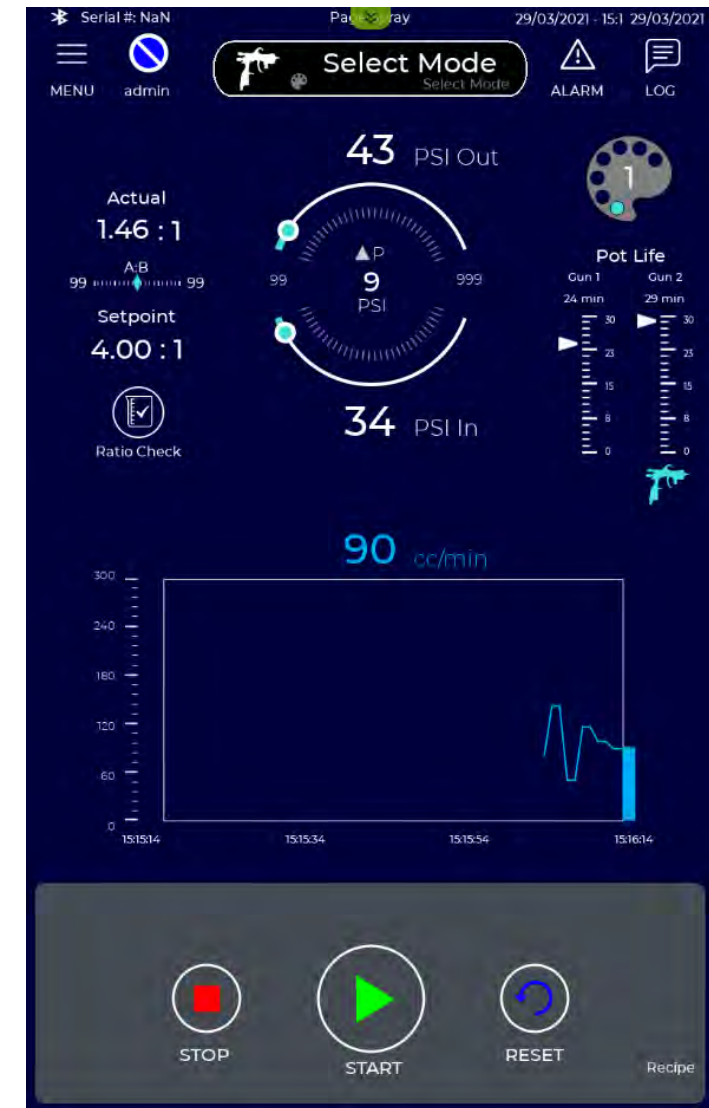 Serial #: NaN
29/03/2021 - 15:1 29/03/2021
Select Mode
Select Mode
MENU
admin
ALARM
LOG
43 PSI Out
1
Actual
1.46 : 1
A:B
99 99
Setpoint
4.00 : 1
Ratio Check
99
▲P
9
PSI
999
34 PSI In
Pot Life
Gun 1 Gun 2
24 min 29 min
30 30
23 23
15 15
8 8
0 0
90 cc/min
300
240
180
120
60
0
15:15:14 15:15:34 15:15:54 15:16:14
STOP
START
RESET
Recipe